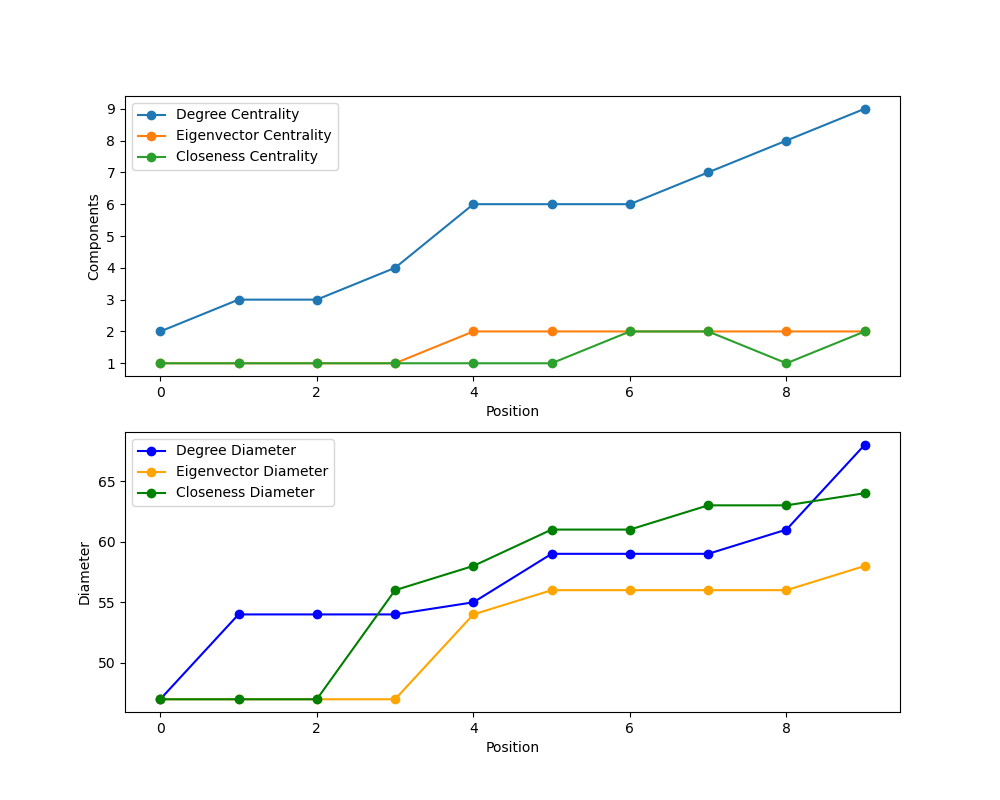 Degree Centrality
Eigenvector Centrality
Closeness Centrality
Components
9
8
7
6
5
4
3
2
1
0 2 4 6 8
Position
Degree Diameter
Eigenvector Diameter
Closeness Diameter
Diameter
65
60
55
50
0 2 4 6 8
Position